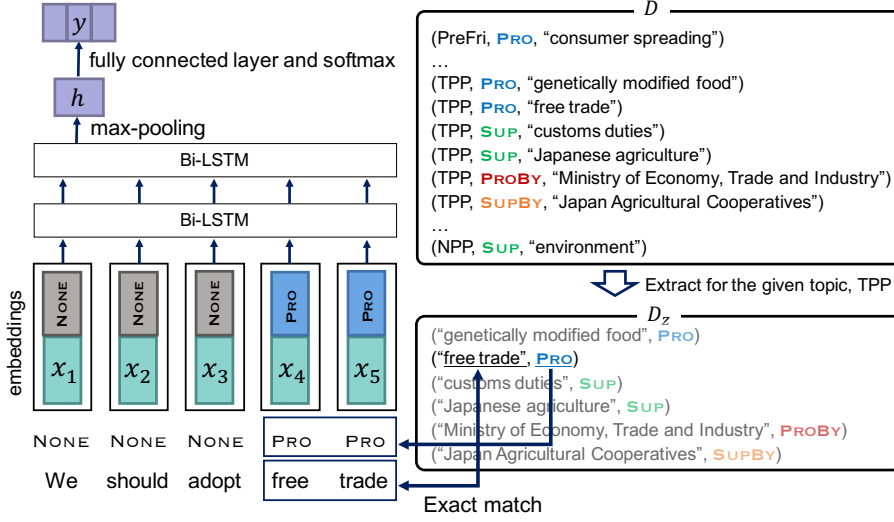 y
fully connected layer and softmax
h
max-pooling
Bi-LSTM
Bi-LSTM
embeddings
NONE NONE NONE PRO PRO
x1 x2 x3 x4 x5
NONE NONE NONE PRO PRO
We should adopt free trade
Exact match
D
(PreFri, PRO, “consumer spreading”)
…
(TPP, PRO, “genetically modified food”)
(TPP, PRO, “free trade”)
(TPP, SUP, “customs duties”)
(TPP, SUP, “Japanese agriculture”)
(TPP, PROBY, “Ministry of Economy, Trade and Industry”)
(TPP, SUPBY, “Japan Agricultural Cooperatives”)
…
(NPP, SUP, “environment”)
Extract for the given topic, TPP
Dz
(“genetically modified food”, PRO)
(“free trade”, PRO)
(“customs duties”, SUP)
(“Japanese agriculture”, SUP)
(“Ministry of Economy, Trade and Industry”, PROBY)
(“Japan Agricultural Cooperatives”, SUPBY)